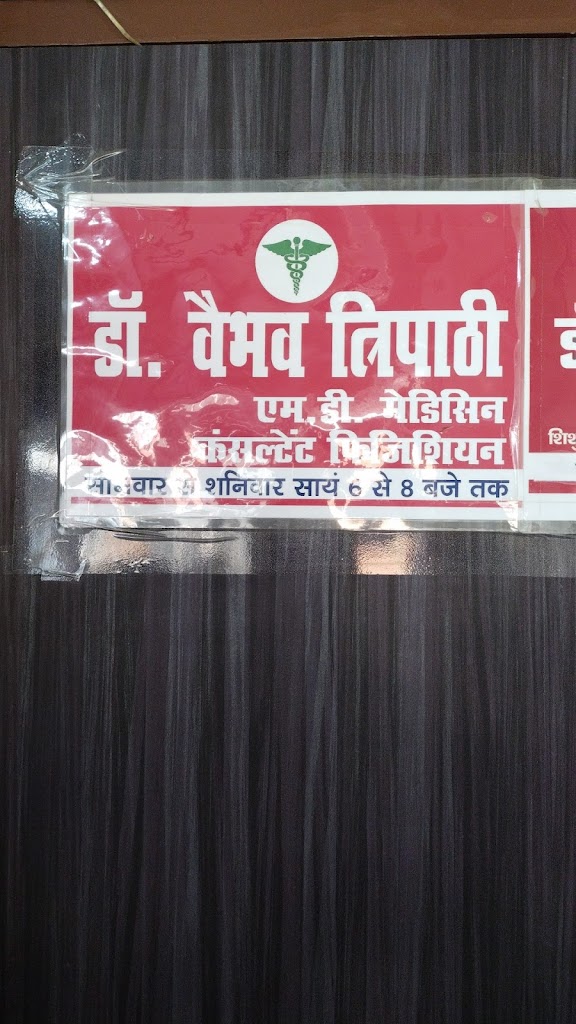 डॉ. वैभव त्रिपाठी
एम.डी. मेडिसिन
कंसल्टेंट फिजिशियन
सोमवार से शनिवार सायं 6 से 8 बजे तक
शिशु